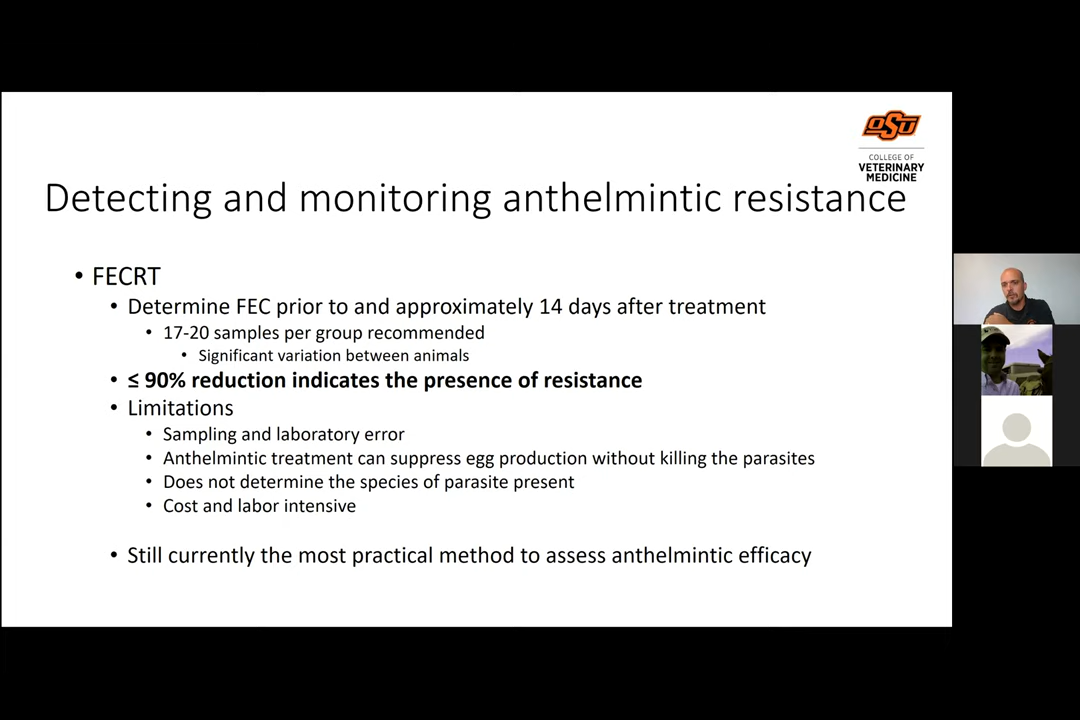 OSU
COLLEGE OF
VETERINARY
MEDICINE
Detecting and monitoring anthelmintic resistance
• FECRT
• Determine FEC prior to and approximately 14 days after treatment
• 17-20 samples per group recommended
• Significant variation between animals
• ≤ 90% reduction indicates the presence of resistance
• Limitations
• Sampling and laboratory error
• Anthelmintic treatment can suppress egg production without killing the parasites
• Does not determine the species of parasite present
• Cost and labor intensive
• Still currently the most practical method to assess anthelmintic efficacy